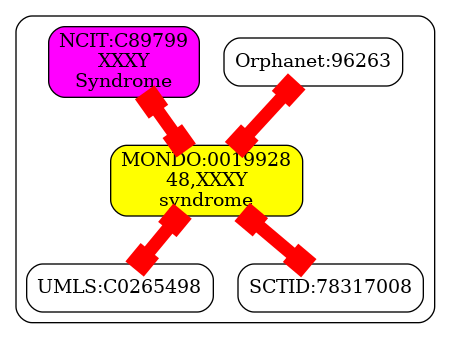 NCIT:C89799
XXXY
Syndrome
Orphanet:96263
MONDO:0019928
48,XXXY
syndrome
UMLS:C0265498
SCTID:78317008